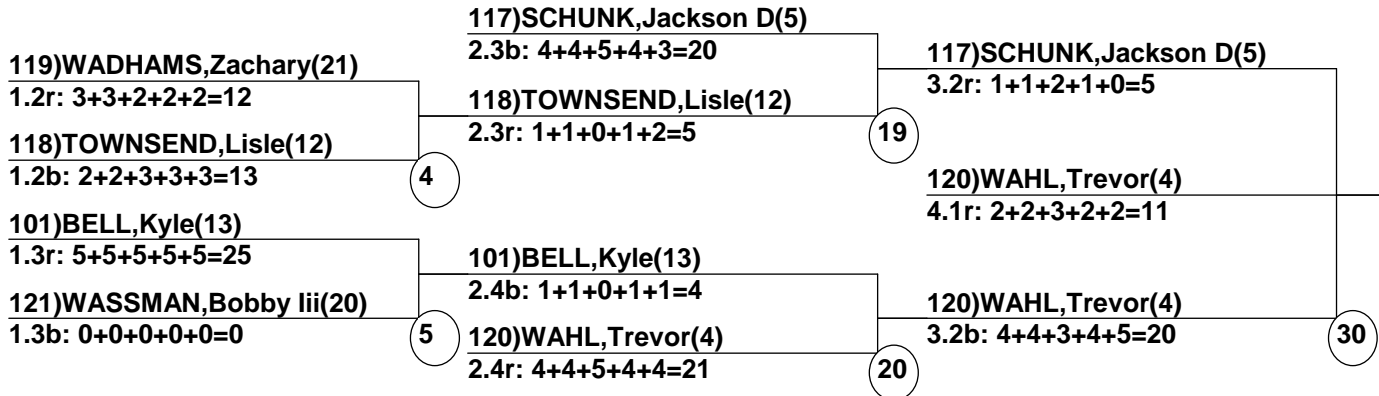 119)WADHAMS,Zachary(21)
1.2r: 3+3+2+2+2=12
118)TOWNSEND,Lisle(12)
1.2b: 2+2+3+3+3=13
4
101)BELL,Kyle(13)
1.3r: 5+5+5+5+5=25
121)WASSMAN,Bobby Iii(20)
1.3b: 0+0+0+0+0=0
5
117)SCHUNK,Jackson D(5)
2.3b: 4+4+5+4+3=20
118)TOWNSEND,Lisle(12)
2.3r: 1+1+0+1+2=5
19
101)BELL,Kyle(13)
2.4b: 1+1+0+1+1=4
120)WAHL,Trevor(4)
2.4r: 4+4+5+4+4=21
20
117)SCHUNK,Jackson D(5)
3.2r: 1+1+2+1+0=5
120)WAHL,Trevor(4)
4.1r: 2+2+3+2+2=11
120)WAHL,Trevor(4)
3.2b: 4+4+3+4+5=20
30